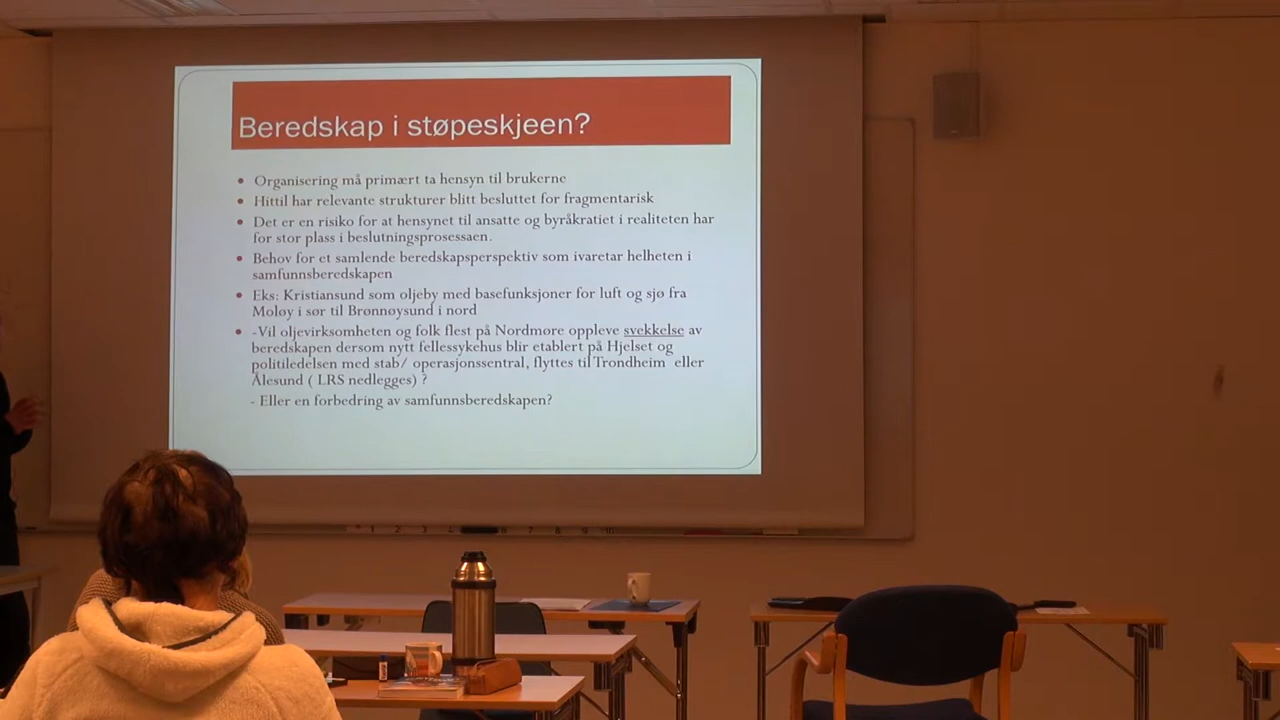 Beredskap i støpeskjeen?
• Organisering må primært ta hensyn til brukerne
• Hittil har relevante strukturer blitt besluttet for fragmentarisk
• Det er en risiko for at hensynet til ansatte og byråkratiet i realiteten har
for stor plass i beslutningsprosessaen.
• Behov for et samlende beredskapsperspektiv som ivaretar helheten i
samfunnsberedskapen
• Eks: Kristiansund som oljeby med basefunksjoner for luft og sjø fra
Moløy i sør til Brønnøysund i nord
• -Vil oljevirksomheten og folk flest på Nordmøre oppleve svekkelse av
beredskapen dersom nytt fellessykehus blir etablert på Hjelset og
politiledelsen med stab/ operasjonssentral, flyttes til Trondheim eller
Ålesund ( LRS nedlegges) ?
- Eller en forbedring av samfunnsberedskapen?